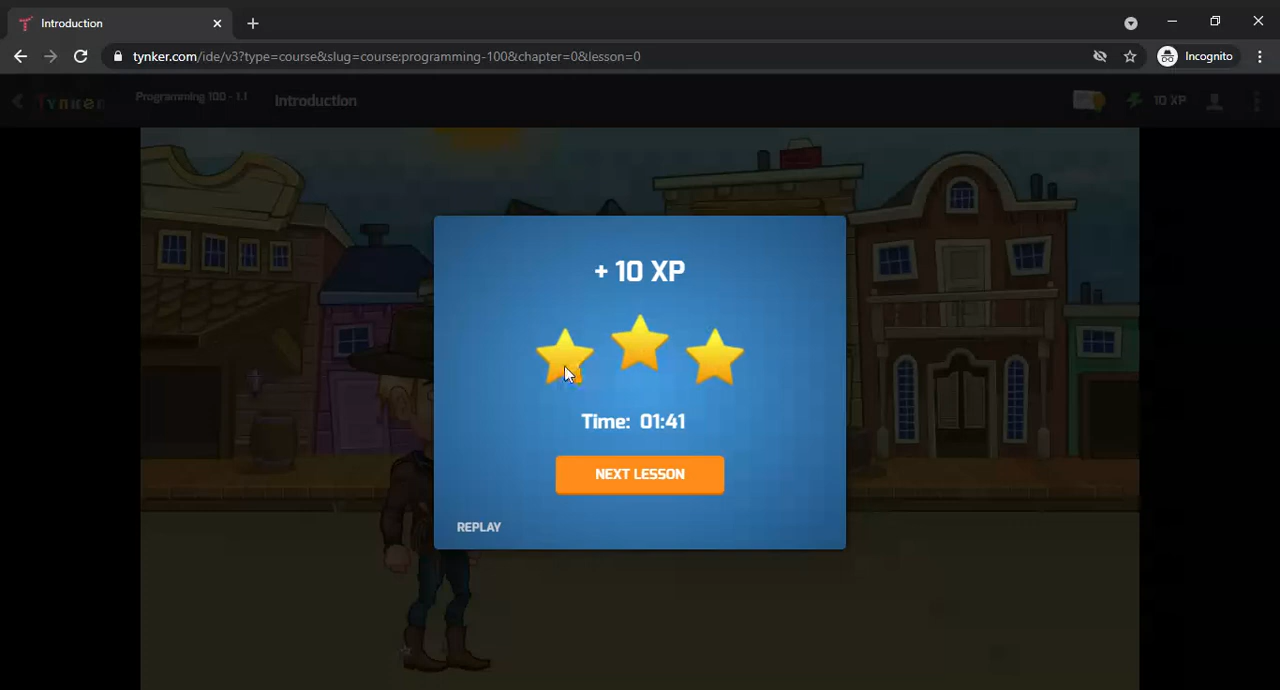 Introduction
tynker.com/ide/v3?type=course&slug=course:programming-100&chapter=0&lesson=0
Incognito
Tynker
Programming 100 - 1.1
Introduction
10 XP
+ 10 XP
Time: 01:41
NEXT LESSON
REPLAY